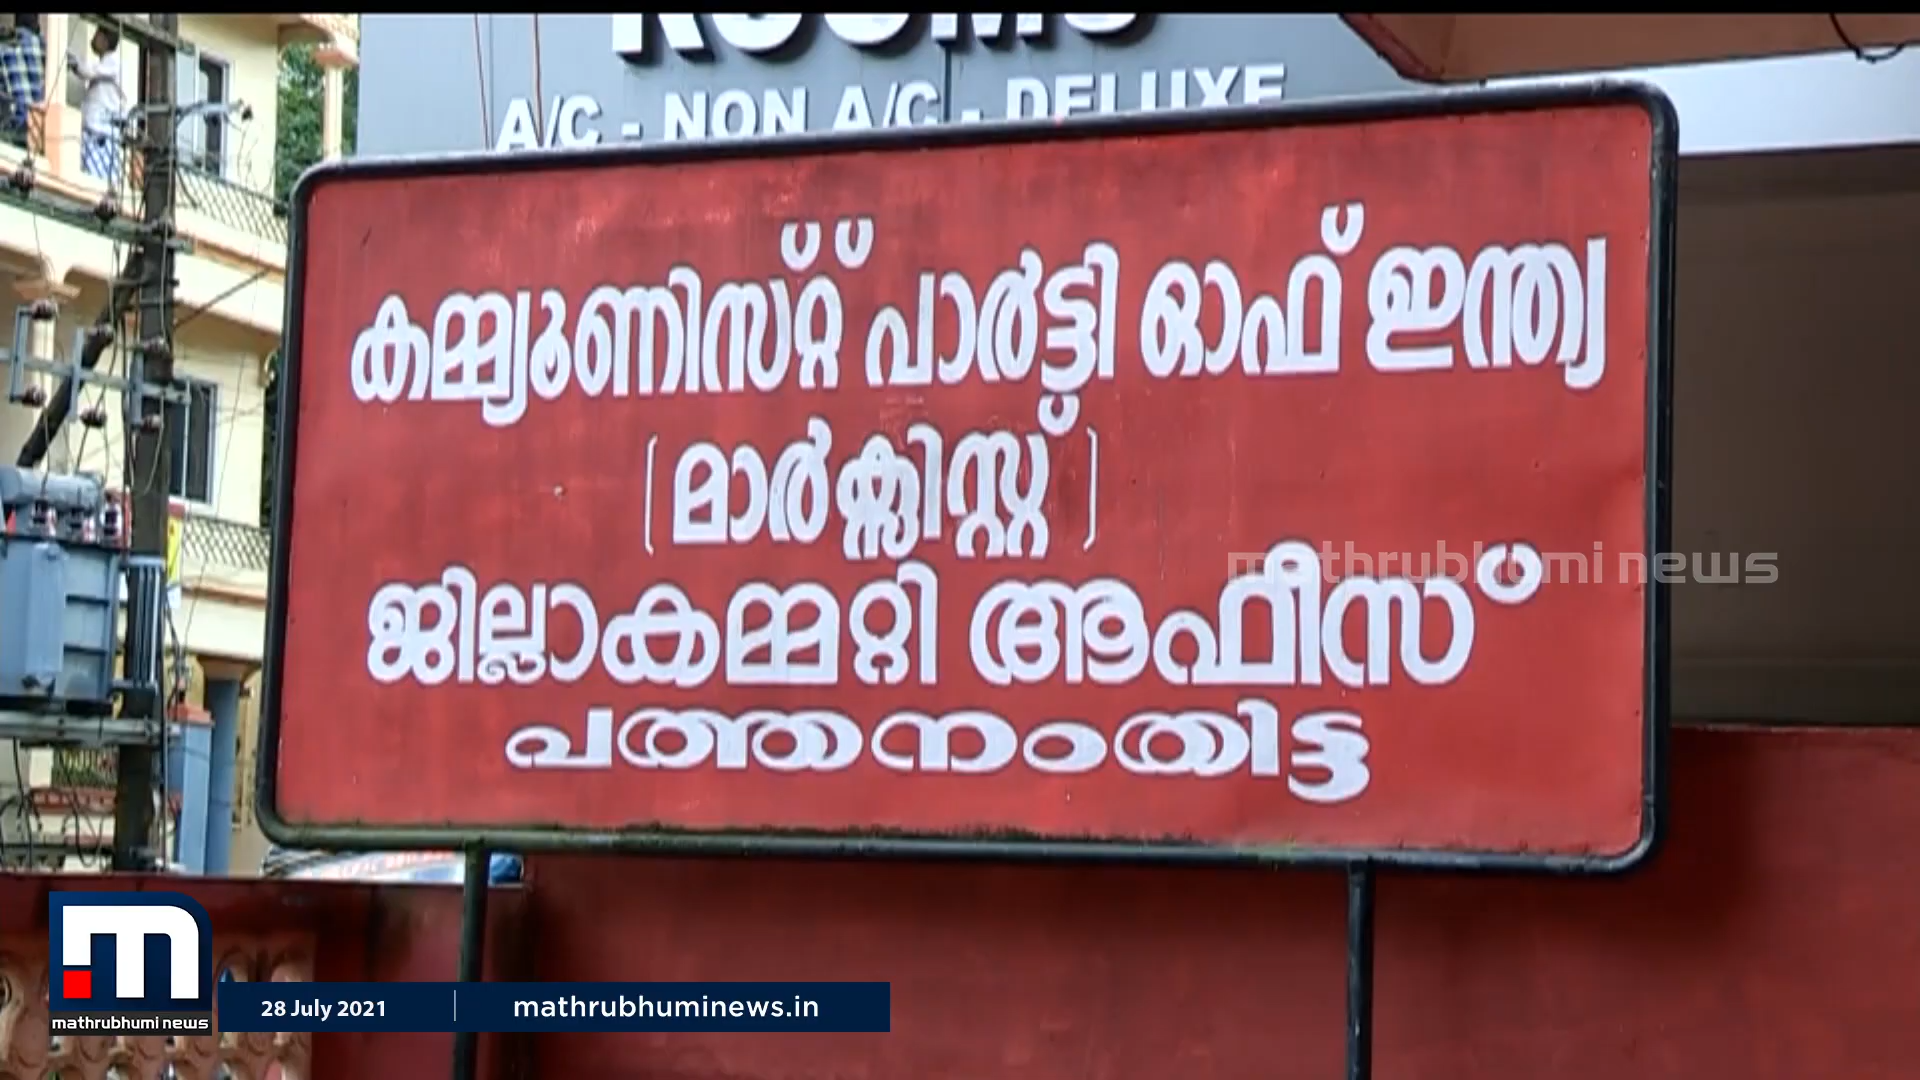 ROOMS
A/C - NON A/C - DELUXE
കമ്മ്യൂണിസ്റ്റ് പാർട്ടി ഓഫ് ഇന്ത്യ
(മാർക്സിസ്റ്റ്)
ജില്ലാകമ്മറ്റി ആഫീസ്
പത്തനംതിട്ട
mathrubhumi news
mathrubhumi news
28 July 2021
mathrubhuminews.in